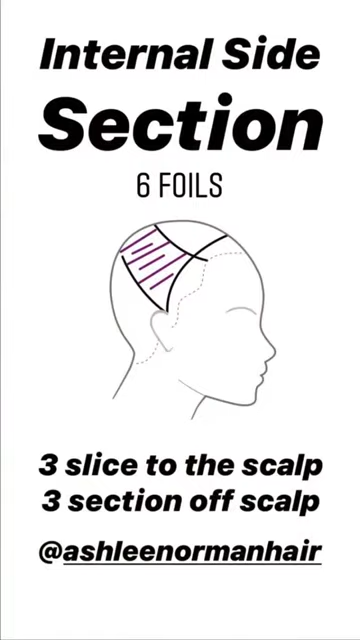 Internal Side
Section
6 FOILS
3 slice to the scalp
3 section off scalp
@ashleenormanhair